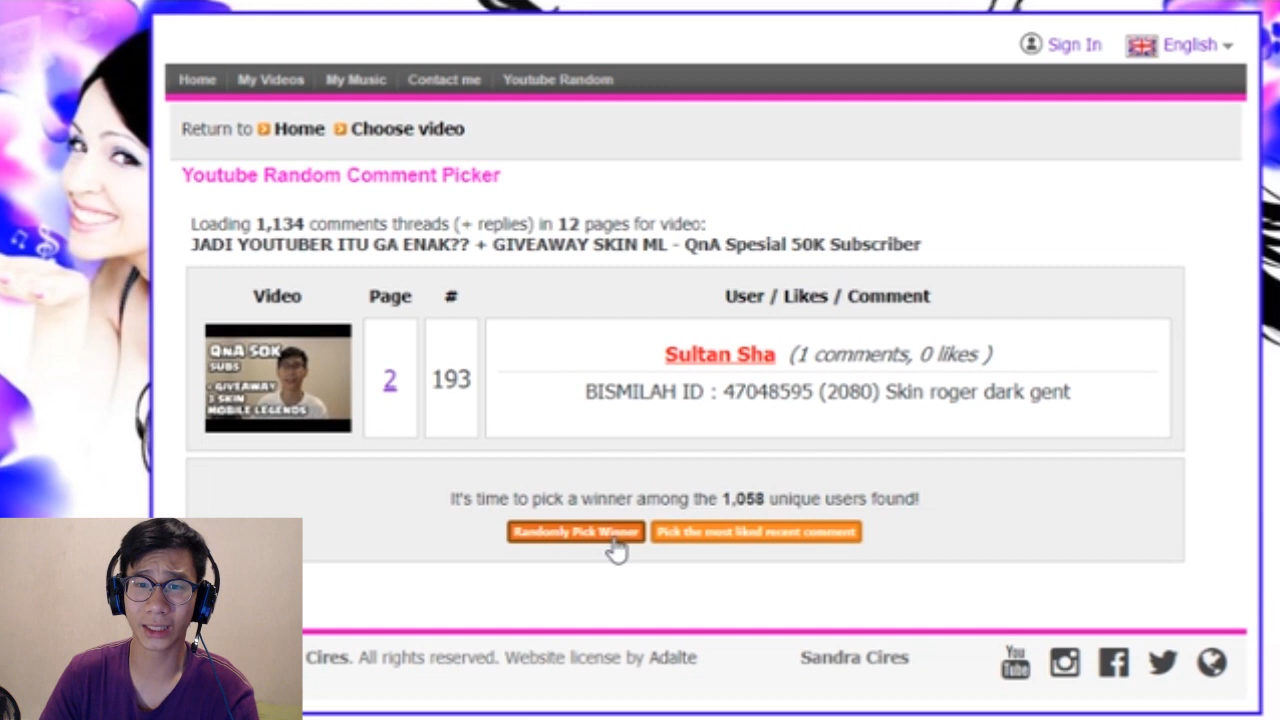 Sign In English
Home My Videos My Music Contact me Youtube Random
Return to Home Choose video
Youtube Random Comment Picker
Loading 1,134 comments threads (+ replies) in 12 pages for video:
JADI YOUTUBER ITU GA ENAK?? + GIVEAWAY SKIN ML - QnA Spesial 50K Subscriber
Video Page # User / Likes / Comment
QNA 50K
SUBS
+ GIVEAWAY
3 SKIN
MOBILE LEGENDS
2
193
Sultan Sha (1 comments, 0 likes )
BISMILAH ID : 47048595 (2080) Skin roger dark gent
It's time to pick a winner among the 1,058 unique users found!
Randomly Pick Winner Pick the most liked recent comment
Cires. All rights reserved. Website license by Adalte Sandra Cires
You Tube